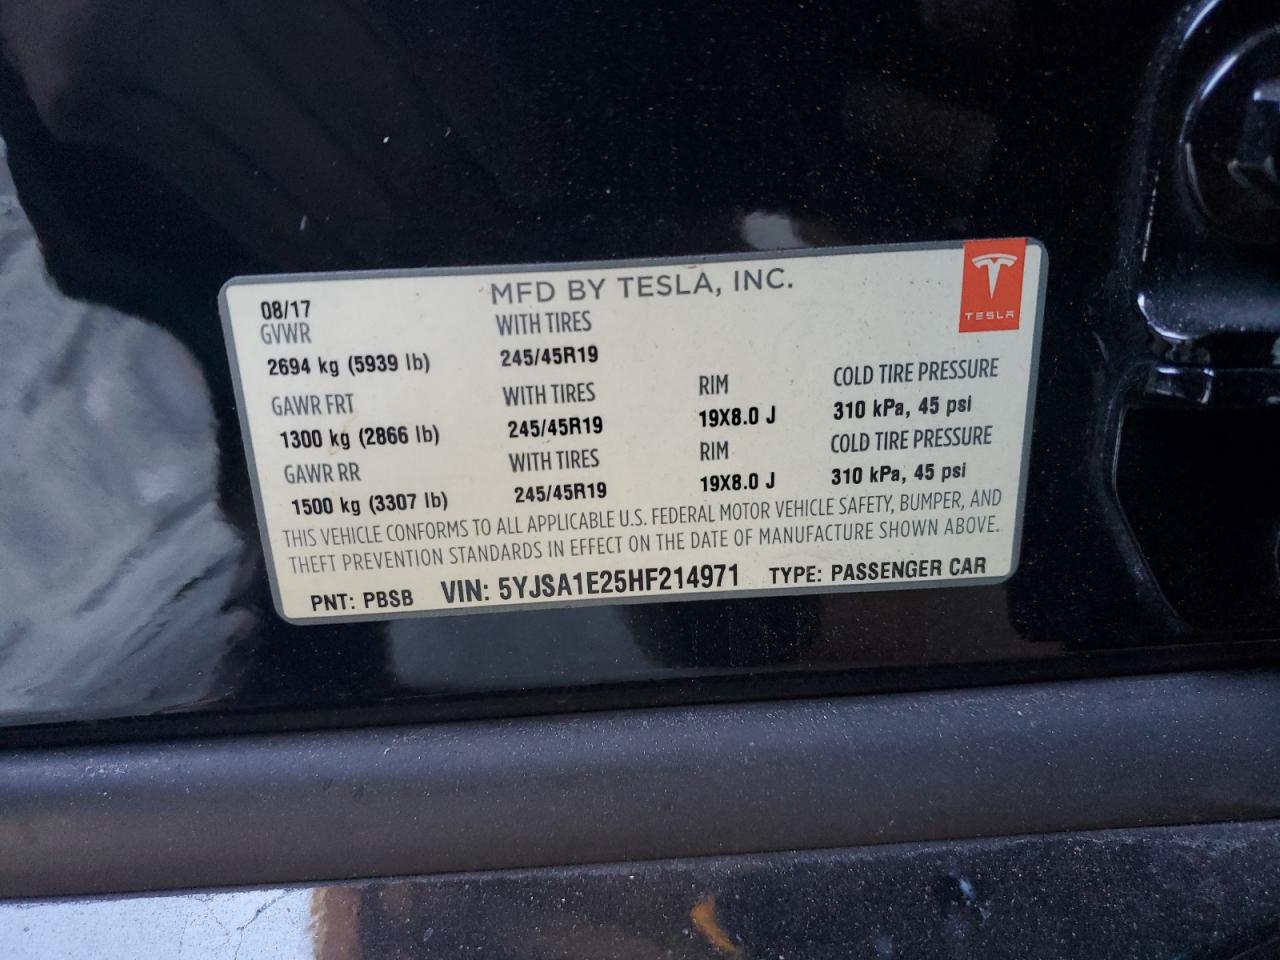 MFD BY TESLA, INC.
TESLA
08/17
GVWR WITH TIRES
2694 kg (5939 lb) 245/45R19
GAWR FRT WITH TIRES RIM COLD TIRE PRESSURE
1300 kg (2866 lb) 245/45R19 19X8.0 J 310 kPa, 45 psi
GAWR RR WITH TIRES RIM COLD TIRE PRESSURE
1500 kg (3307 lb) 245/45R19 19X8.0 J 310 kPa, 45 psi
THIS VEHICLE CONFORMS TO ALL APPLICABLE U.S. FEDERAL MOTOR VEHICLE SAFETY, BUMPER, AND
THEFT PREVENTION STANDARDS IN EFFECT ON THE DATE OF MANUFACTURE SHOWN ABOVE.
PNT: PBSB VIN: 5YJSA1E25HF214971 TYPE: PASSENGER CAR